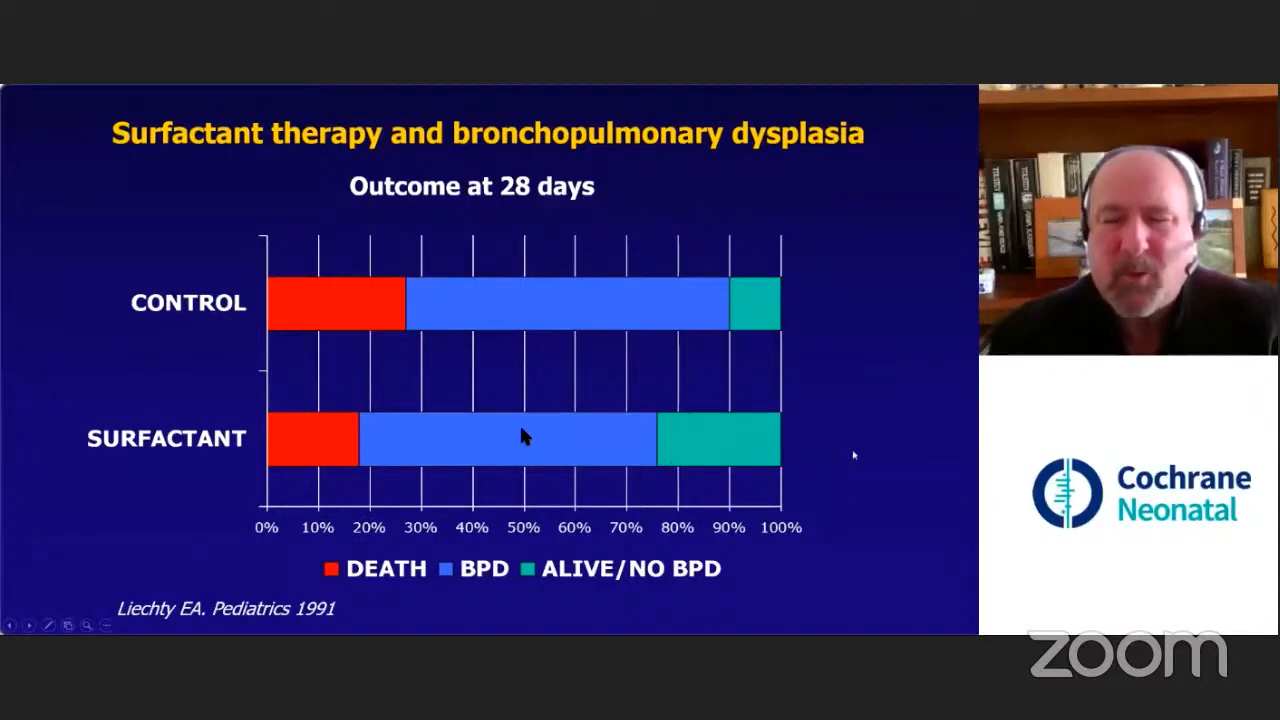 Surfactant therapy and bronchopulmonary dysplasia
Outcome at 28 days
CONTROL
SURFACTANT
0% 10% 20% 30% 40% 50% 60% 70% 80% 90% 100%
DEATH BPD ALIVE/NO BPD
Liechty EA. Pediatrics 1991
Cochrane
Neonatal
zoom